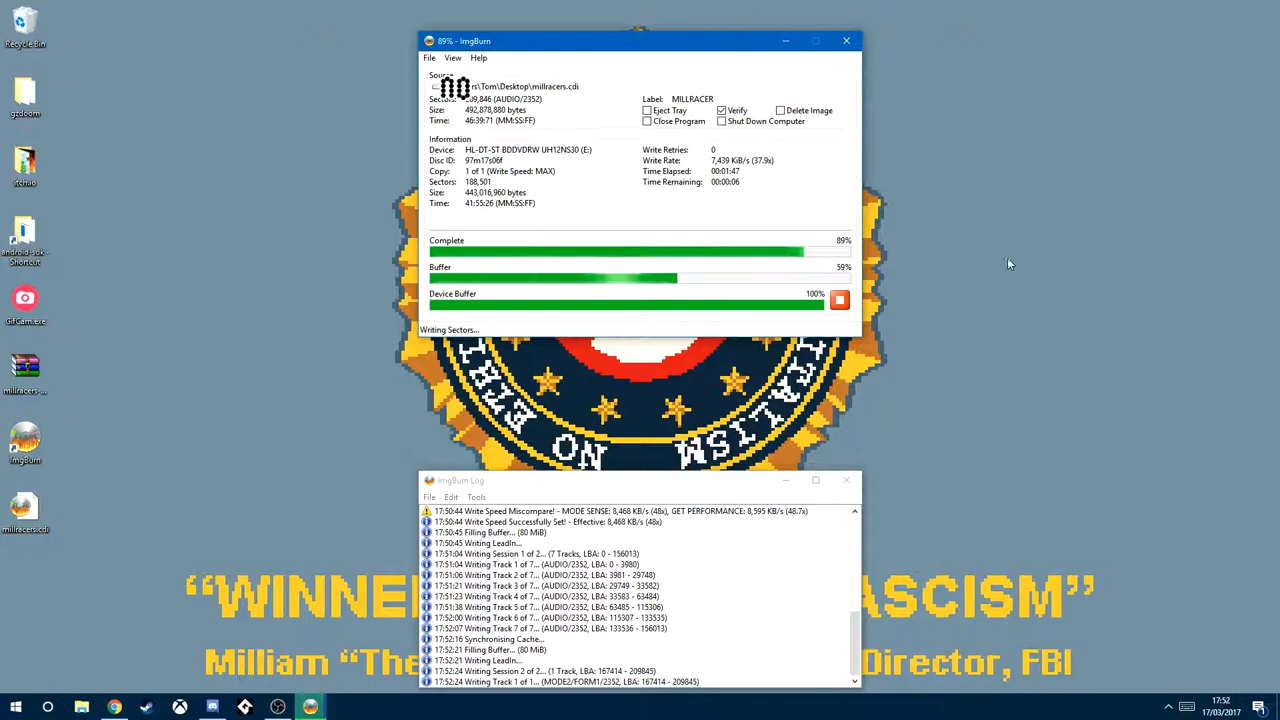 Recycle Bin
gzdoom
itchio
android-sdk - Shortcut
GifCam.exe
millracers-...
ImgBurn
millracers.cdi
89% - ImgBurn
File View Help
Source
rs\Tom\Desktop\millracers.cdi
09,846 (AUDIO/2352)
Label: MILLRACER
Size: 492,878,880 bytes
Eject Tray Verify Delete Image
Time: 46:39:71 (MM:SS:FF)
Close Program Shut Down Computer
Information
Device: HL-DT-ST BDDVDRW UH12NS30 (E:)
Write Retries: 0
Disc ID: 97m17s06f
Write Rate: 7,439 KiB/s (37.9x)
Copy: 1 of 1 (Write Speed: MAX)
Time Elapsed: 00:01:47
Sectors: 188,501
Time Remaining: 00:00:06
Size: 443,016,960 bytes
Time: 41:55:26 (MM:SS:FF)
Complete 89%
Buffer 59%
Device Buffer 100%
Writing Sectors...
ImgBurn Log
File Edit Tools
17:50:44 Write Speed Miscompare! - MODE SENSE: 8,468 KB/s (48x), GET PERFORMANCE: 8,595 KB/s (48.7x)
17:50:44 Write Speed Successfully Set! - Effective: 8,468 KB/s (48x)
17:50:45 Filling Buffer... (80 MiB)
17:50:45 Writing LeadIn...
17:51:04 Writing Session 1 of 2... (7 Tracks, LBA: 0 - 156013)
17:51:04 Writing Track 1 of 7... (AUDIO/2352, LBA: 0 - 3980)
17:51:06 Writing Track 2 of 7... (AUDIO/2352, LBA: 3981 - 29748)
17:51:21 Writing Track 3 of 7... (AUDIO/2352, LBA: 29749 - 33582)
17:51:23 Writing Track 4 of 7... (AUDIO/2352, LBA: 33583 - 63484)
17:51:38 Writing Track 5 of 7... (AUDIO/2352, LBA: 63485 - 115306)
17:52:00 Writing Track 6 of 7... (AUDIO/2352, LBA: 115307 - 133535)
17:52:07 Writing Track 7 of 7... (AUDIO/2352, LBA: 133536 - 156013)
17:52:16 Synchronising Cache...
17:52:21 Filling Buffer... (80 MiB)
17:52:21 Writing LeadIn...
17:52:24 Writing Session 2 of 2... (1 Track, LBA: 167414 - 209845)
17:52:24 Writing Track 1 of 1... (MODE2/FORM1/2352, LBA: 167414 - 209845)
NO
“WINNE ASCISM”
Milliam “The Director, FBI
17:52
17/03/2017